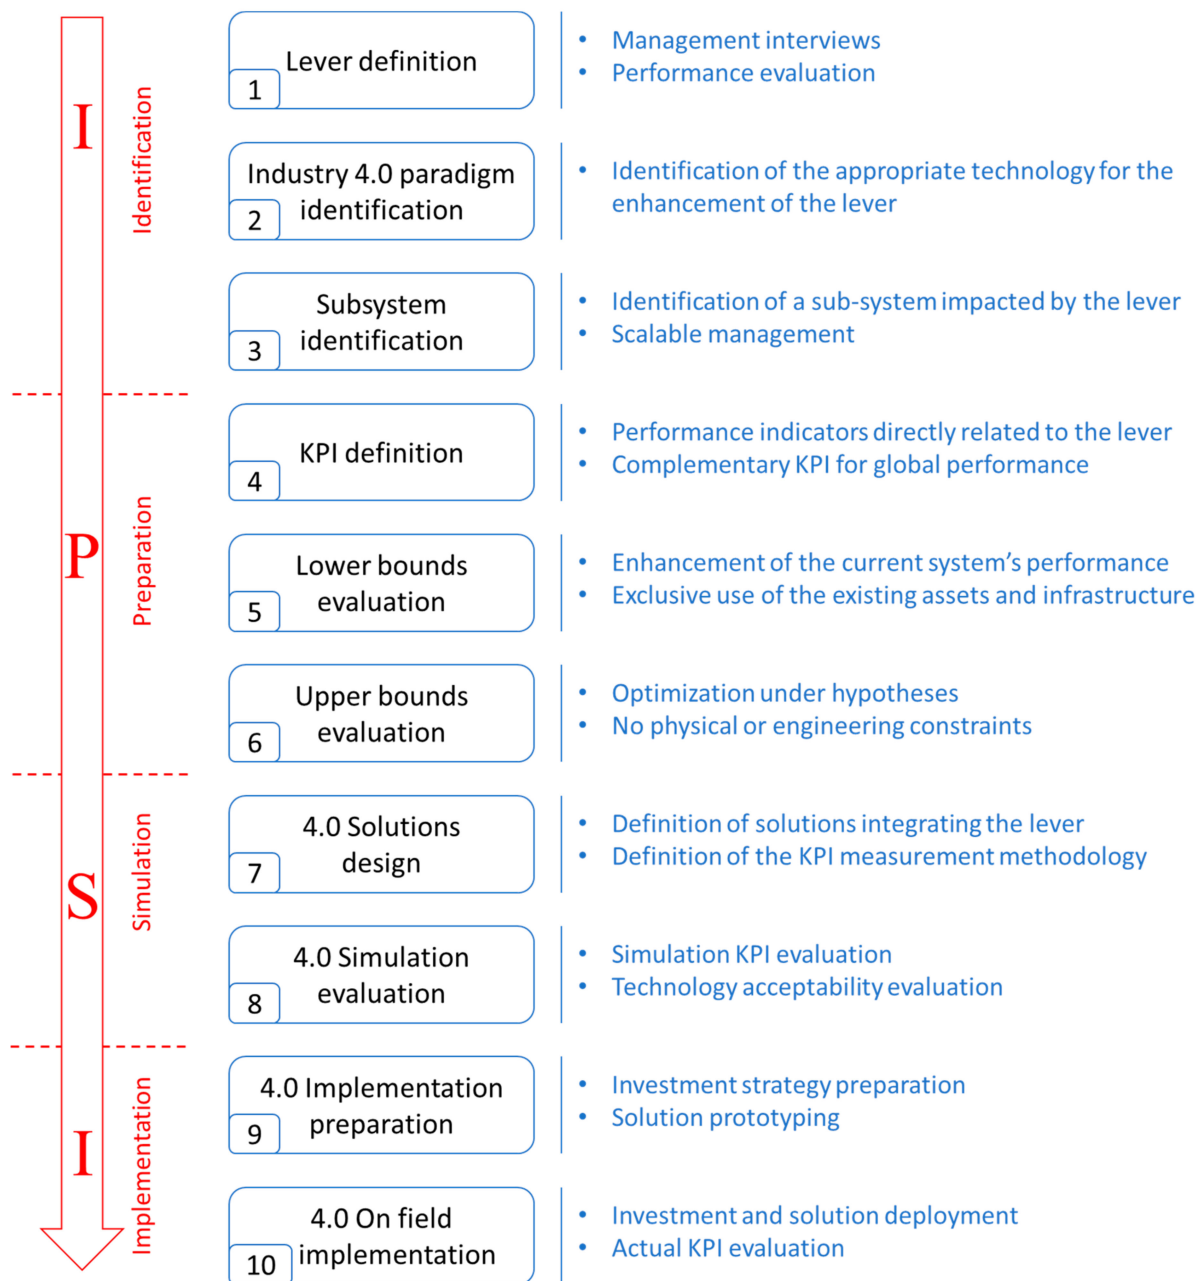 I
Identification
Lever definition
1
• Management interviews
• Performance evaluation
Industry 4.0 paradigm
identification
2
• Identification of the appropriate technology for the
enhancement of the lever
Subsystem
identification
3
• Identification of a sub-system impacted by the lever
• Scalable management
P
Preparation
KPI definition
4
• Performance indicators directly related to the lever
• Complementary KPI for global performance
Lower bounds
evaluation
5
• Enhancement of the current system's performance
• Exclusive use of the existing assets and infrastructure
Upper bounds
evaluation
6
• Optimization under hypotheses
• No physical or engineering constraints
S
Simulation
4.0 Solutions
design
7
• Definition of solutions integrating the lever
• Definition of the KPI measurement methodology
4.0 Simulation
evaluation
8
• Simulation KPI evaluation
• Technology acceptability evaluation
I
Implementation
4.0 Implementation
preparation
9
• Investment strategy preparation
• Solution prototyping
4.0 On field
implementation
10
• Investment and solution deployment
• Actual KPI evaluation